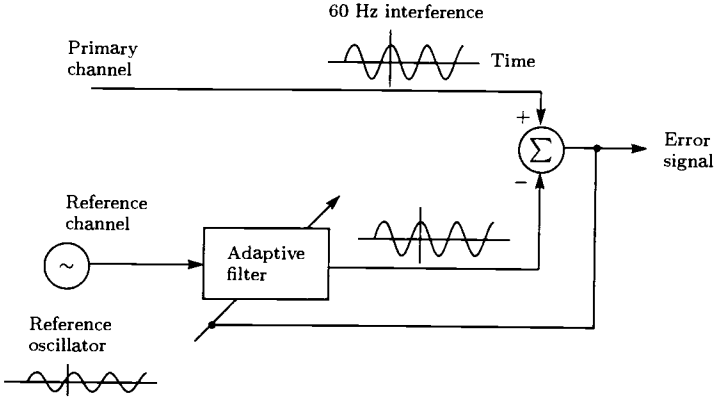 60 Hz interference
Primary
channel
Time
+
Σ
Error
signal
−
Reference
channel
Adaptive
filter
~
Reference
oscillator